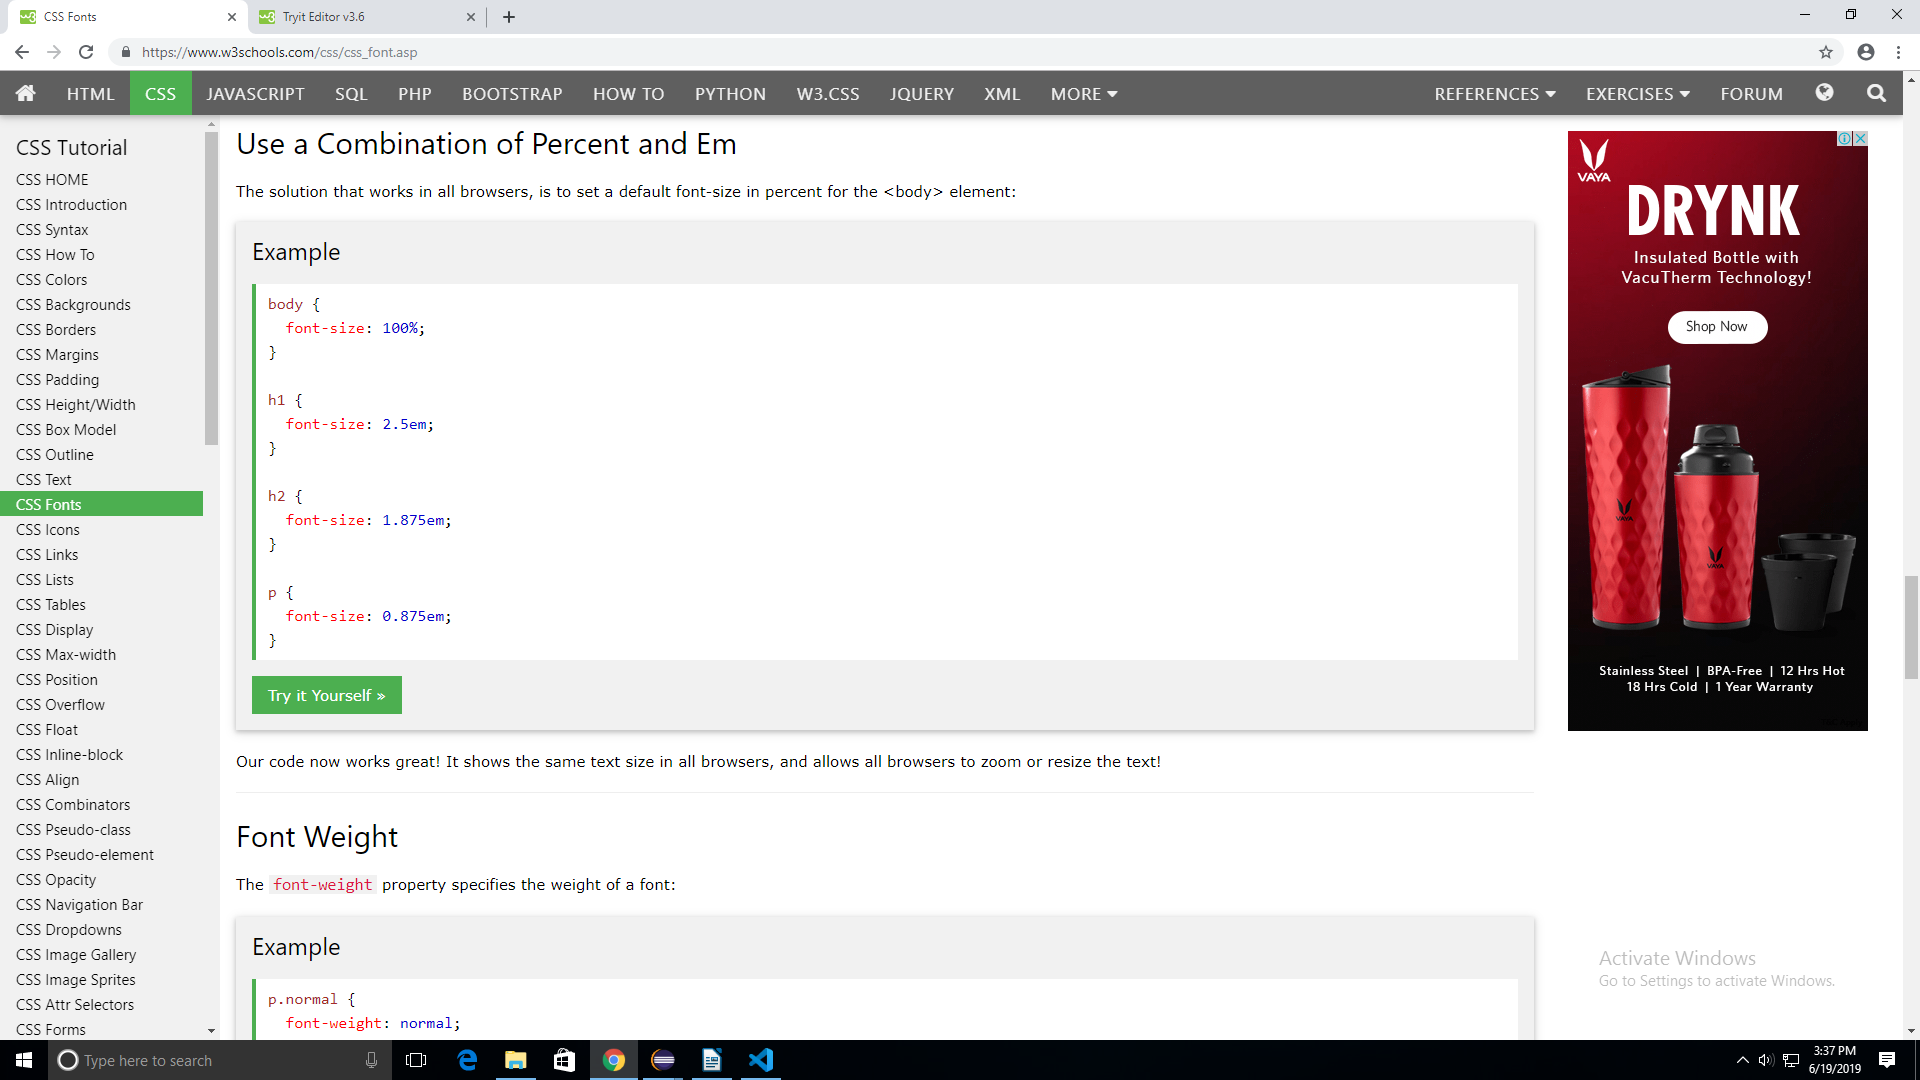 CSS Fonts
Tryit Editor v3.6
https://www.w3schools.com/css/css_font.asp
HTML
CSS
JAVASCRIPT
SQL
PHP
BOOTSTRAP
HOW TO
PYTHON
W3.CSS
JQUERY
XML
MORE
REFERENCES
EXERCISES
FORUM
CSS Tutorial
CSS HOME
CSS Introduction
CSS Syntax
CSS How To
CSS Colors
CSS Backgrounds
CSS Borders
CSS Margins
CSS Padding
CSS Height/Width
CSS Box Model
CSS Outline
CSS Text
CSS Fonts
CSS Icons
CSS Links
CSS Lists
CSS Tables
CSS Display
CSS Max-width
CSS Position
CSS Overflow
CSS Float
CSS Inline-block
CSS Align
CSS Combinators
CSS Pseudo-class
CSS Pseudo-element
CSS Opacity
CSS Navigation Bar
CSS Dropdowns
CSS Image Gallery
CSS Image Sprites
CSS Attr Selectors
CSS Forms
Use a Combination of Percent and Em
The solution that works in all browsers, is to set a default font-size in percent for the <body> element:
Example
body {
font-size: 100%;
}
h1 {
font-size: 2.5em;
}
h2 {
font-size: 1.875em;
}
p {
font-size: 0.875em;
}
Try it Yourself »
Our code now works great! It shows the same text size in all browsers, and allows all browsers to zoom or resize the text!
Font Weight
The font-weight property specifies the weight of a font:
Example
p.normal {
font-weight: normal;
VAYA
DRYNK
Insulated Bottle with
VacuTherm Technology!
Shop Now
VAYA
VAYA
Stainless Steel | BPA-Free | 12 Hrs Hot
18 Hrs Cold | 1 Year Warranty
Activate Windows
Go to Settings to activate Windows.
Type here to search
3:37 PM
6/19/2019